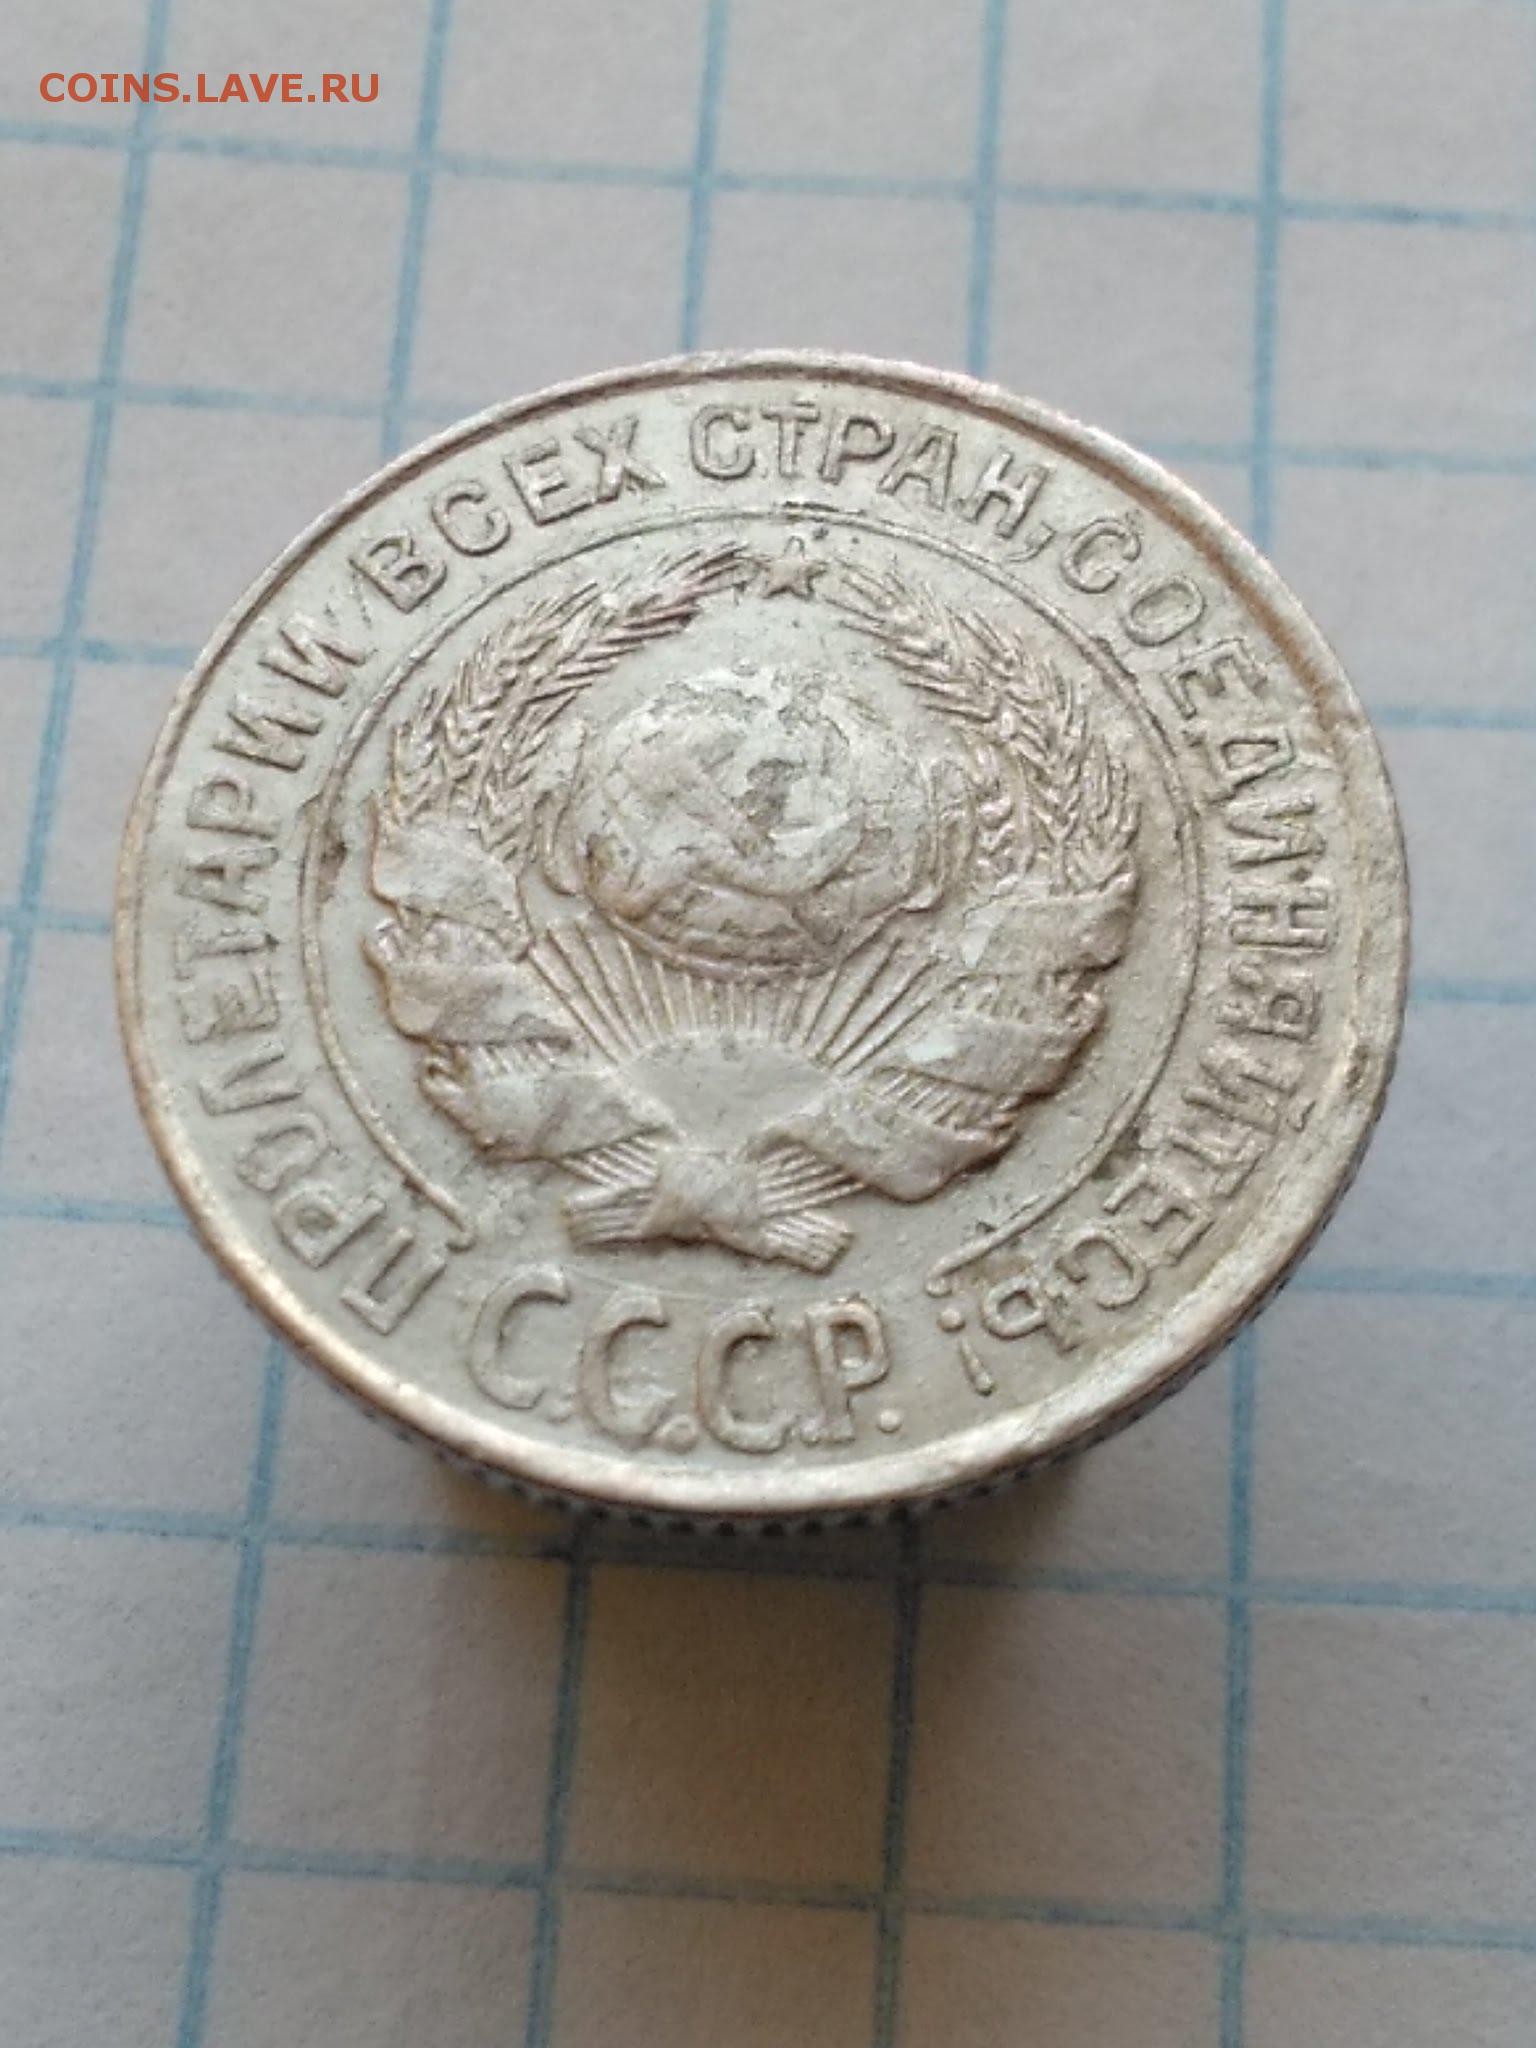 COINS.LAVE.RU
ПРОЛЕТАРИИ ВСЕХ СТРАН, СОЕДИНЯЙТЕСЬ!
С.С.С.Р.